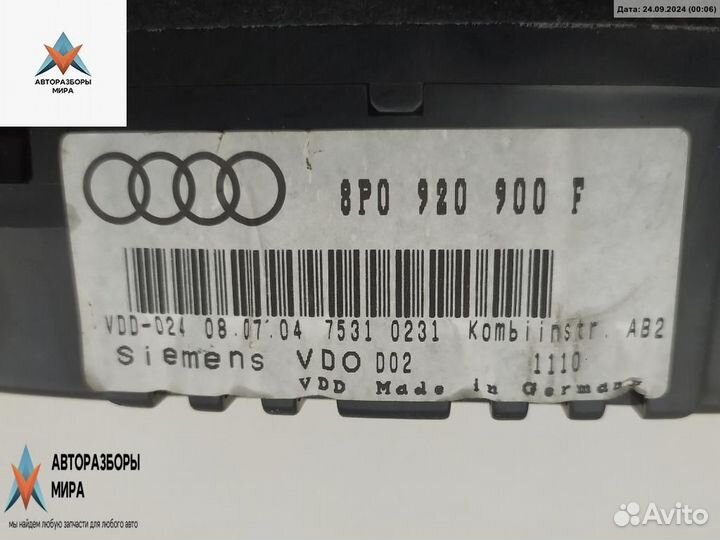 Дата: 24.09.2024 (00:06)
АВТОРАЗБОРЫ
МИРА
8P0 920 900 F
VDD-024 08.07.04 7531 0231 Kombiinstr. AB2
Siemens VDO D02 1110
VDD Made in Germany
АВТОРАЗБОРЫ
МИРА
мы найдем любую запчасти для любого авто
Avito